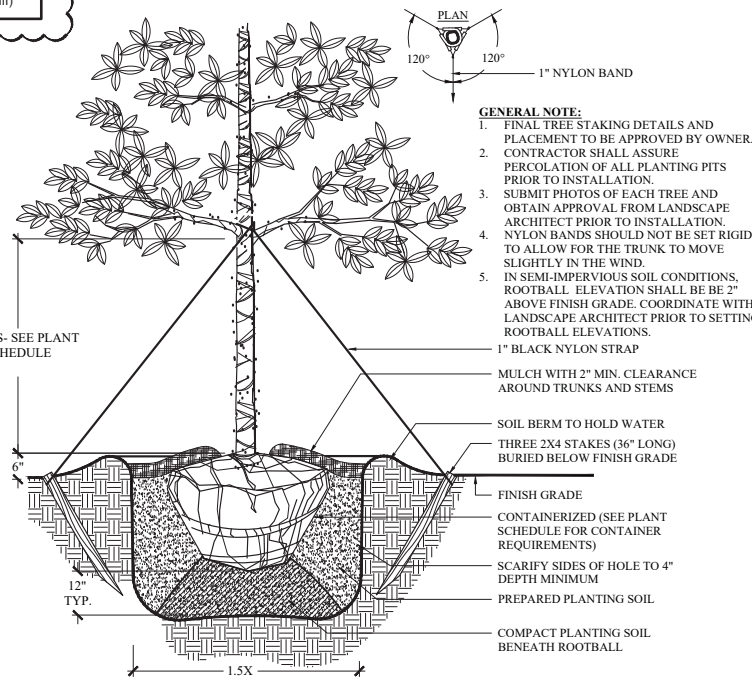 m)
PLAN
120° 120°
1" NYLON BAND
GENERAL NOTE:
1. FINAL TREE STAKING DETAILS AND
PLACEMENT TO BE APPROVED BY OWNER.
2. CONTRACTOR SHALL ASSURE
PERCOLATION OF ALL PLANTING PITS
PRIOR TO INSTALLATION.
3. SUBMIT PHOTOS OF EACH TREE AND
OBTAIN APPROVAL FROM LANDSCAPE
ARCHITECT PRIOR TO INSTALLATION.
4. NYLON BANDS SHOULD NOT BE SET RIGID
TO ALLOW FOR THE TRUNK TO MOVE
SLIGHTLY IN THE WIND.
5. IN SEMI-IMPERVIOUS SOIL CONDITIONS,
ROOTBALL ELEVATION SHALL BE BE 2"
ABOVE FINISH GRADE. COORDINATE WITH
LANDSCAPE ARCHITECT PRIOR TO SETTING
ROOTBALL ELEVATIONS.
S- SEE PLANT
HEDULE
1" BLACK NYLON STRAP
MULCH WITH 2" MIN. CLEARANCE
AROUND TRUNKS AND STEMS
SOIL BERM TO HOLD WATER
THREE 2X4 STAKES (36" LONG)
BURIED BELOW FINISH GRADE
6"
FINISH GRADE
CONTAINERIZED (SEE PLANT
SCHEDULE FOR CONTAINER
REQUIREMENTS)
SCARIFY SIDES OF HOLE TO 4"
DEPTH MINIMUM
12"
TYP.
PREPARED PLANTING SOIL
COMPACT PLANTING SOIL
BENEATH ROOTBALL
1.5X